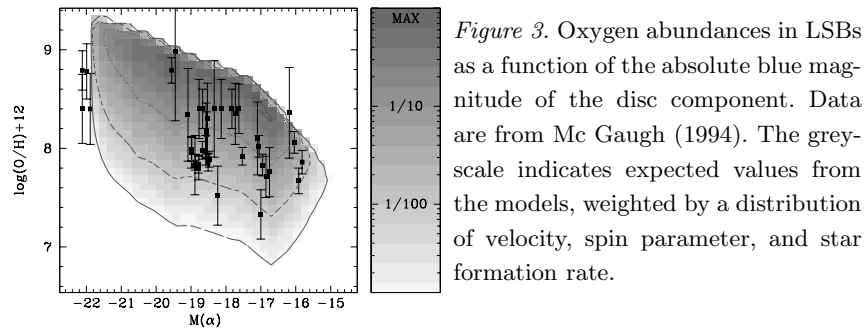 9
8
7
log(O/H)+12
-22 -21 -20 -19 -18 -17 -16 -15
M(α)
MAX
1/10
1/100
Figure 3. Oxygen abundances in LSBs
as a function of the absolute blue mag-
nitude of the disc component. Data
are from Mc Gaugh (1994). The grey-
scale indicates expected values from
the models, weighted by a distribution
of velocity, spin parameter, and star
formation rate.